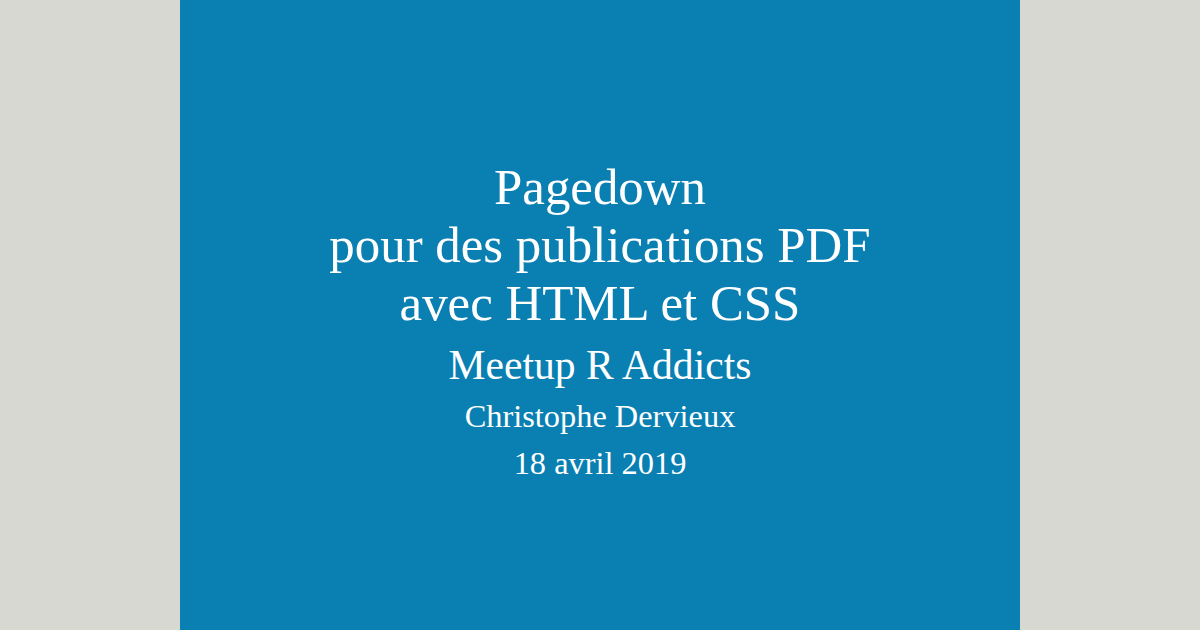 Pagedown
pour des publications PDF
avec HTML et CSS
Meetup R Addicts
Christophe Dervieux
18 avril 2019